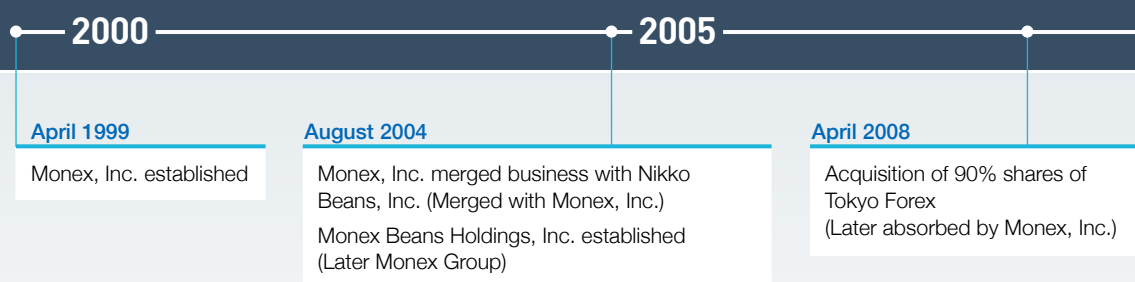 2000
2005
April 1999
Monex, Inc. established
August 2004
Monex, Inc. merged business with Nikko
Beans, Inc. (Merged with Monex, Inc.)
Monex Beans Holdings, Inc. established
(Later Monex Group)
April 2008
Acquisition of 90% shares of
Tokyo Forex
(Later absorbed by Monex, Inc.)